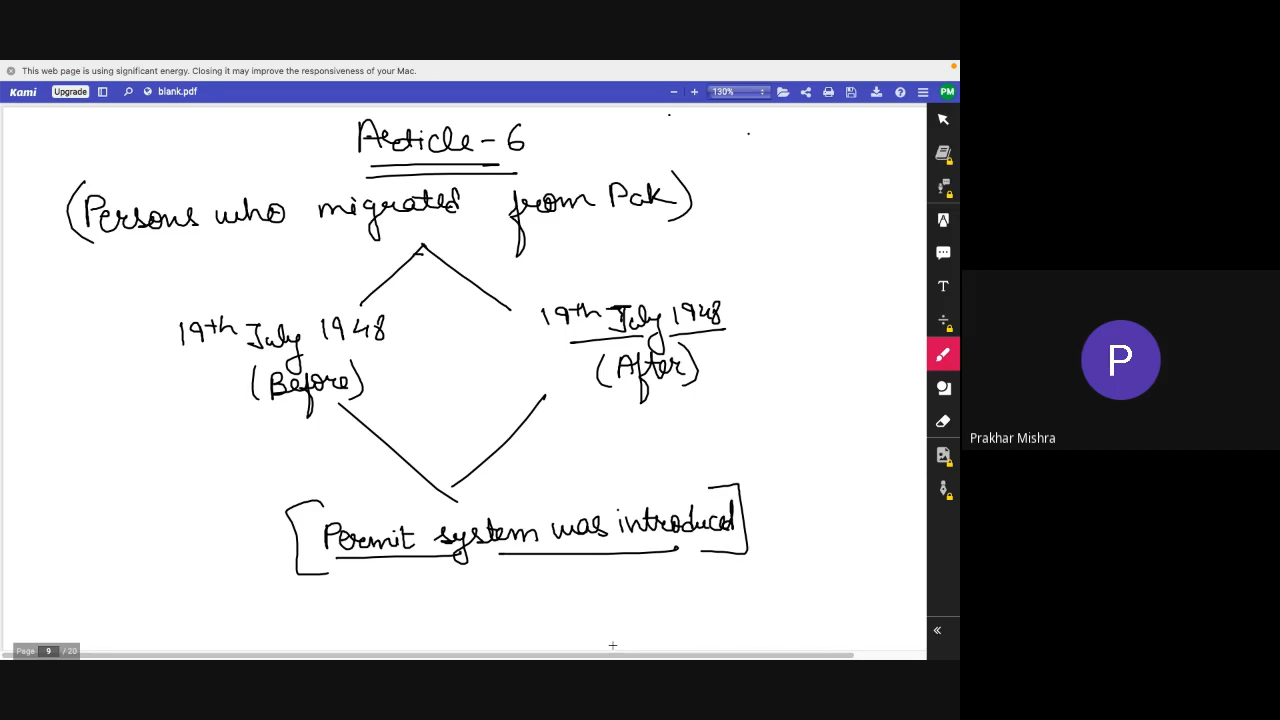 This web page is using significant energy. Closing it may improve the responsiveness of your Mac.
Kami Upgrade blank.pdf 130% PM
Article - 6
(Persons who migrated from Pak)
19th July 1948 19th July 1948
(Before) (After)
[Permit system was introduced]
P
Prakhar Mishra
Page 9 / 20